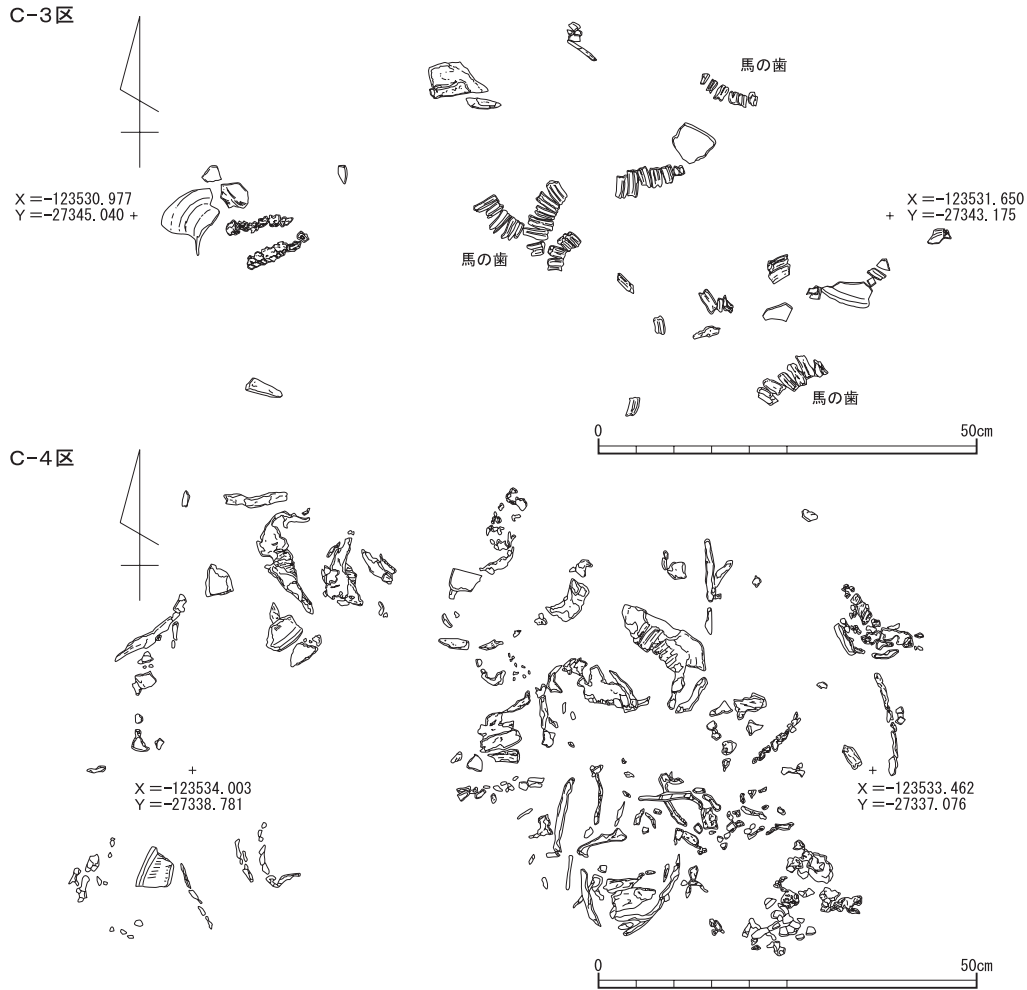 C-3区
馬の歯
X=-123530.977
Y=-27345.040
X=-123531.650
Y=-27343.175
馬の歯
馬の歯
0 50cm
C-4区
X=-123534.003
Y=-27338.781
X=-123533.462
Y=-27337.076
0 50cm